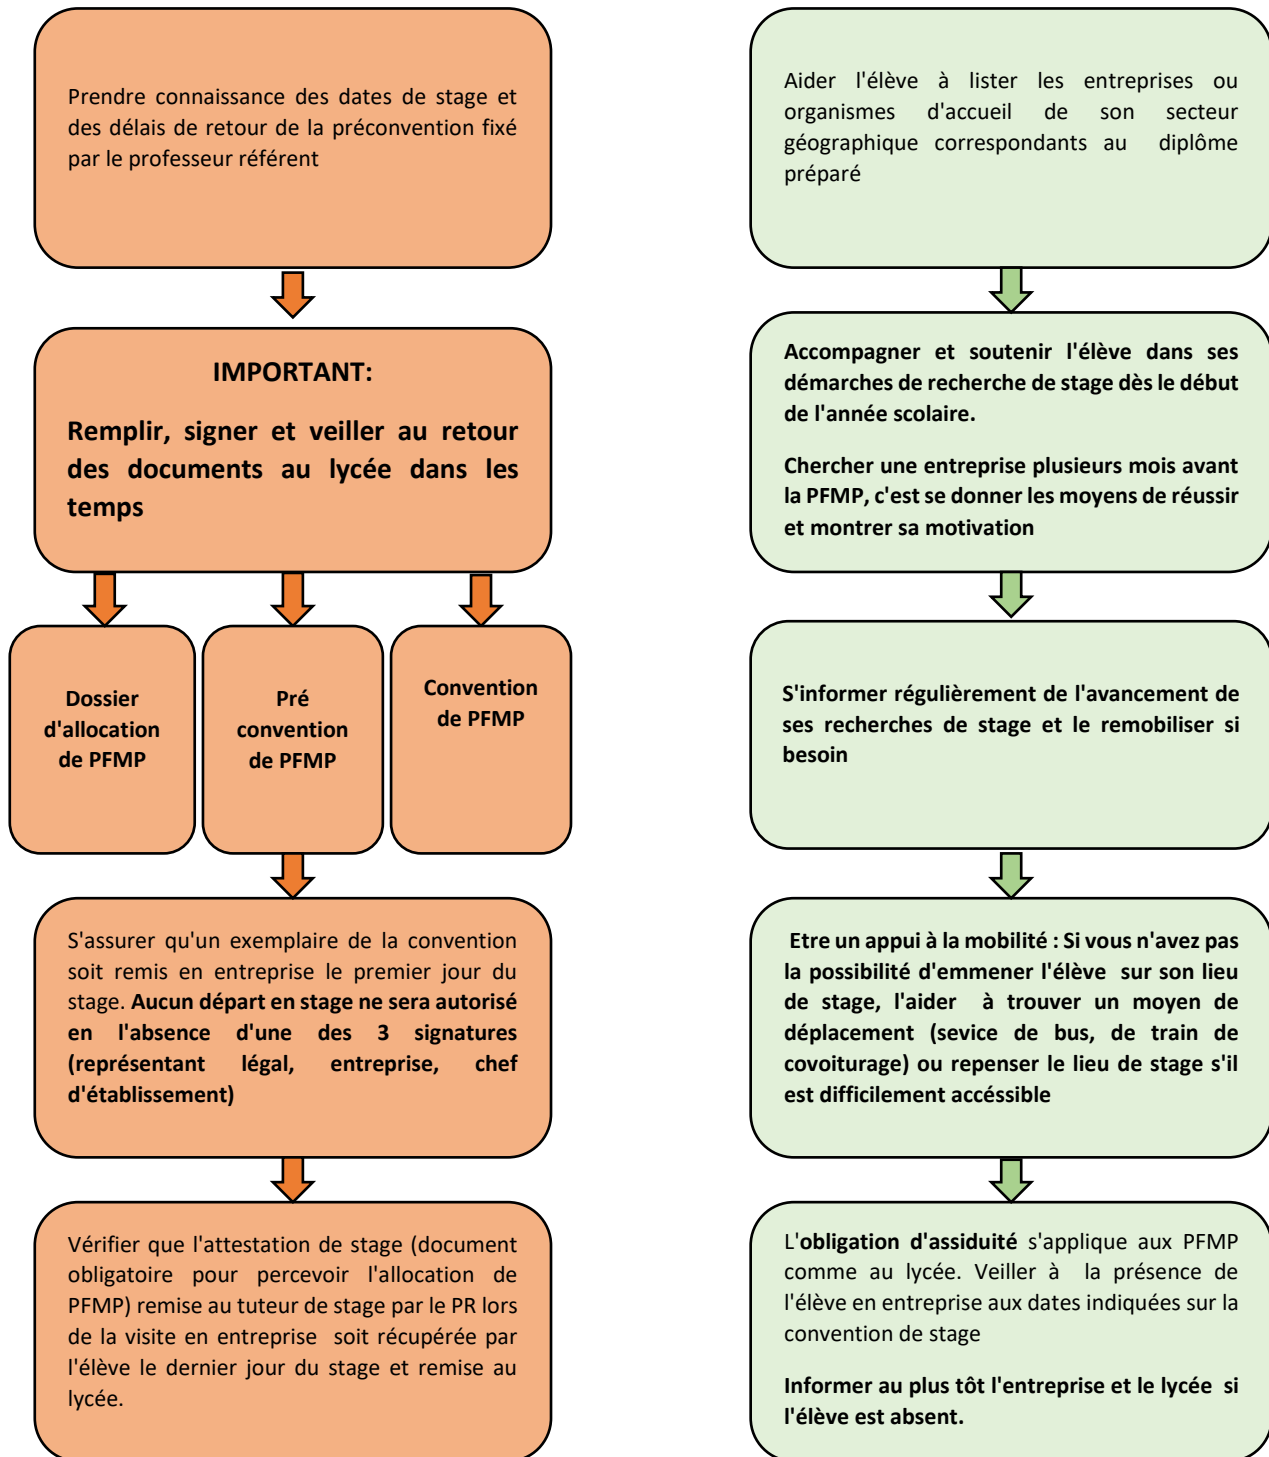 Prendre connaissance des dates de stage et
des délais de retour de la préconvention fixé
par le professeur référent
IMPORTANT:
Remplir, signer et veiller au retour
des documents au lycée dans les
temps
Dossier
d'allocation
de PFMP
Pré
convention
de PFMP
Convention
de PFMP
S'assurer qu'un exemplaire de la convention
soit remis en entreprise le premier jour du
stage. Aucun départ en stage ne sera autorisé
en l'absence d'une des 3 signatures
(représentant légal, entreprise, chef
d'établissement)
Vérifier que l'attestation de stage (document
obligatoire pour percevoir l'allocation de
PFMP) remise au tuteur de stage par le PR lors
de la visite en entreprise soit récupérée par
l'élève le dernier jour du stage et remise au
lycée.
Aider l'élève à lister les entreprises ou
organismes d'accueil de son secteur
géographique correspondants au diplôme
préparé
Accompagner et soutenir l'élève dans ses
démarches de recherche de stage dès le début
de l'année scolaire.
Chercher une entreprise plusieurs mois avant
la PFMP, c'est se donner les moyens de réussir
et montrer sa motivation
S'informer régulièrement de l'avancement de
ses recherches de stage et le remobiliser si
besoin
Etre un appui à la mobilité : Si vous n'avez pas
la possibilité d'emmener l'élève sur son lieu
de stage, l'aider à trouver un moyen de
déplacement (sevice de bus, de train de
covoiturage) ou repenser le lieu de stage s'il
est difficilement accéssible
L'obligation d'assiduité s'applique aux PFMP
comme au lycée. Veiller à la présence de
l'élève en entreprise aux dates indiquées sur la
convention de stage
Informer au plus tôt l'entreprise et le lycée si
l'élève est absent.